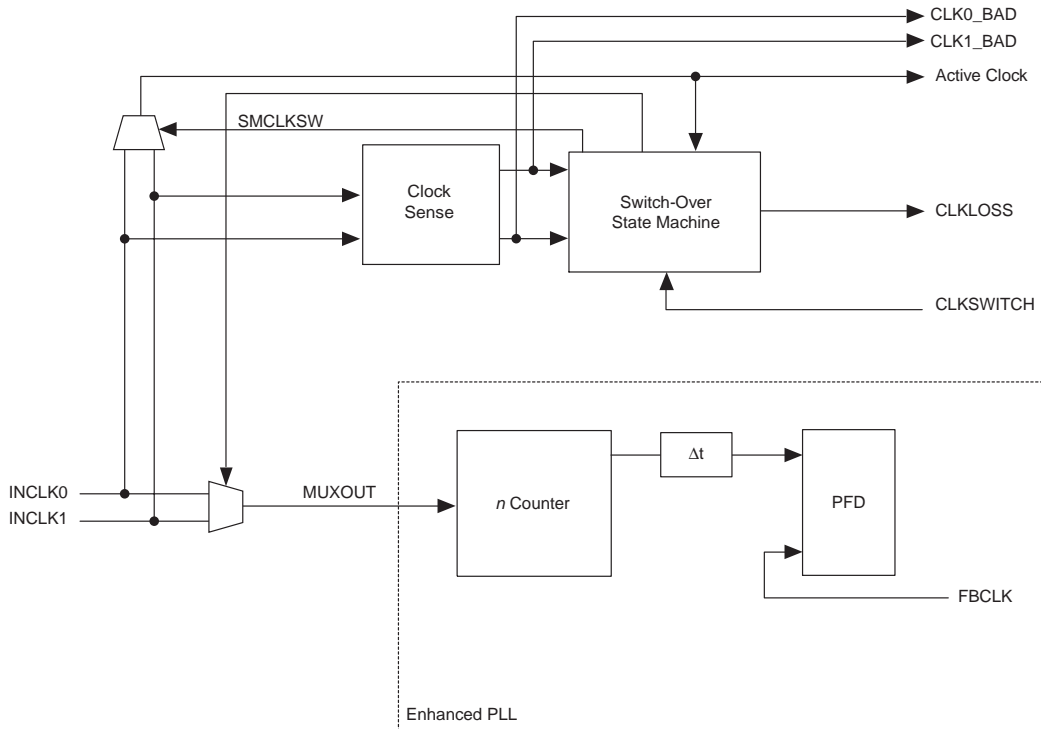 CLK0_BAD
CLK1_BAD
Active Clock
SMCLKSW
Clock
Sense
Switch-Over
State Machine
CLKLOSS
CLKSWITCH
Δt
INCLK0
MUXOUT
n Counter
PFD
INCLK1
FBCLK
Enhanced PLL